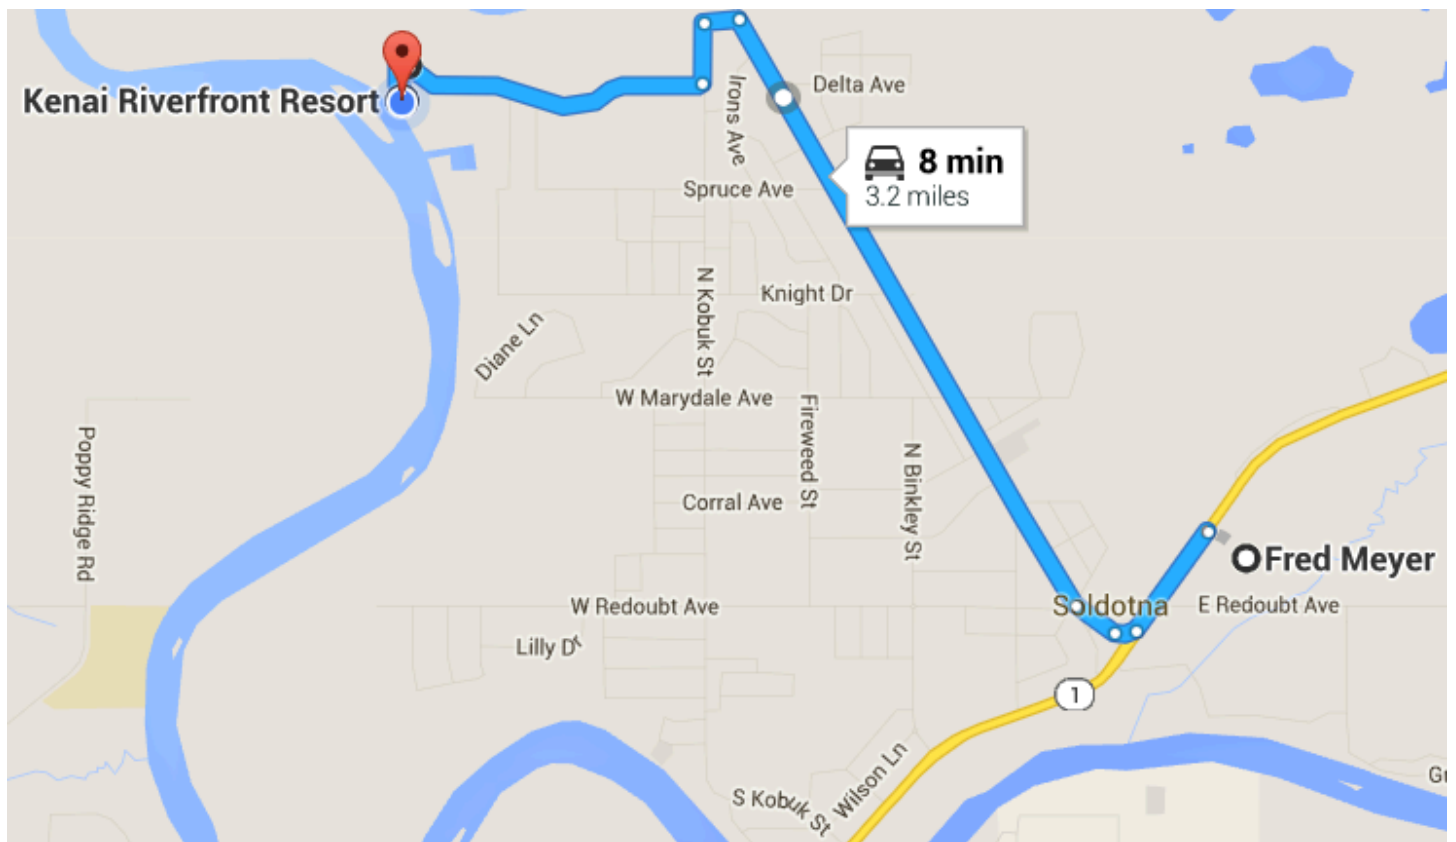 Kenai Riverfront Resort
Delta Ave
Irons Ave
8 min
3.2 miles
Spruce Ave
N Kobuk St
Knight Dr
Diane Ln
W Marydale Ave
Fireweed St
Poppy Ridge Rd
N Binkley St
Corral Ave
Fred Meyer
W Redoubt Ave
Soldotna
E Redoubt Ave
Lilly Dr
1
Wilson Ln
S Kobuk St
Gr